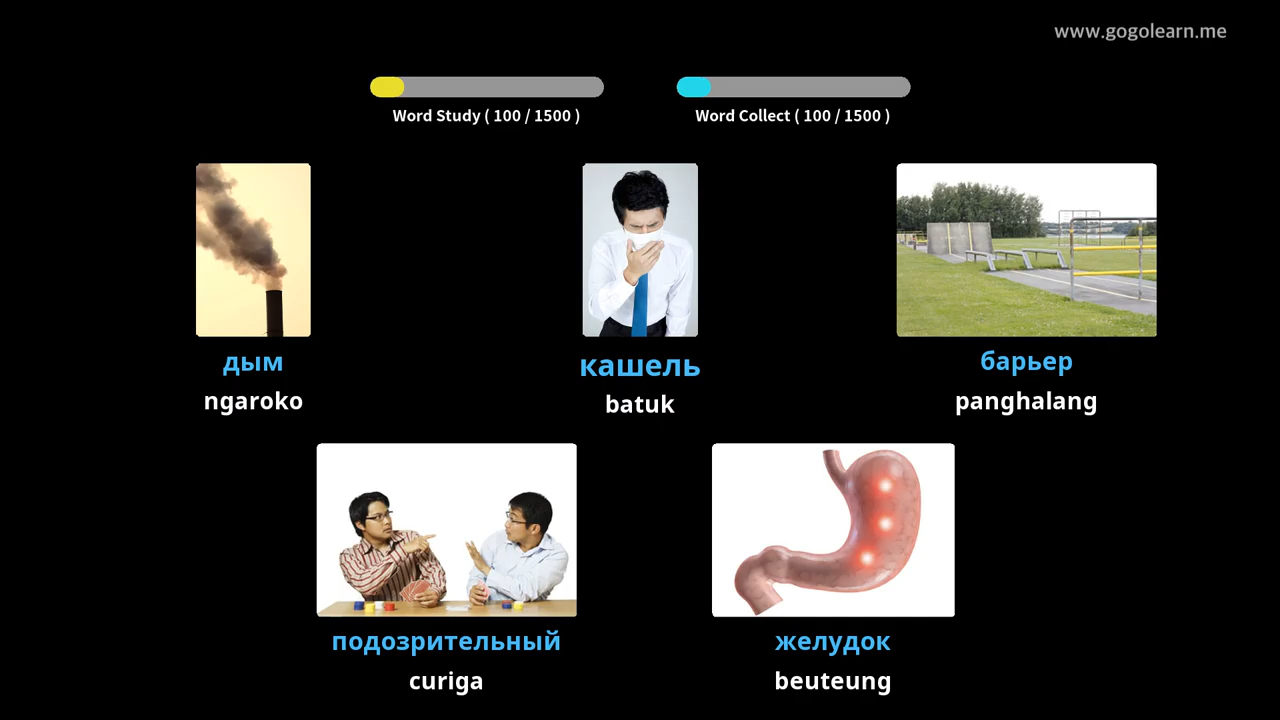 www.gogolearn.me
Word Study ( 100 / 1500 )
Word Collect ( 100 / 1500 )
дым
ngaroko
кашель
batuk
барьер
panghalang
подозрительный
curiga
желудок
beuteung